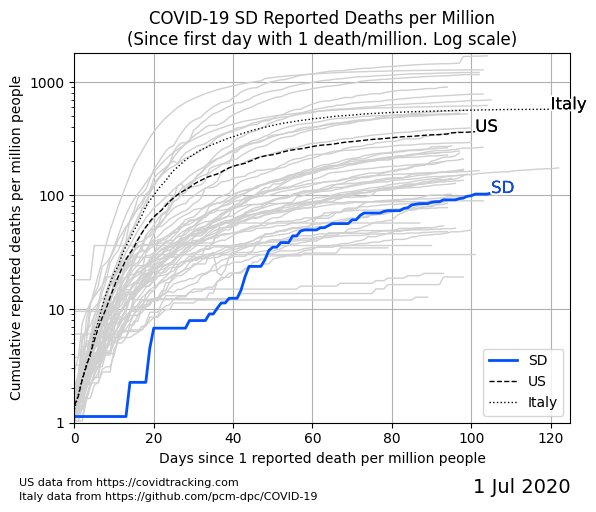 COVID-19 SD Reported Deaths per Million
(Since first day with 1 death/million. Log scale)
Cumulative reported deaths per million people
1000
100
10
1
Italy
US
SD
SD
US
Italy
0 20 40 60 80 100 120
Days since 1 reported death per million people
US data from https://covidtracking.com
Italy data from https://github.com/pcm-dpc/COVID-19
1 Jul 2020